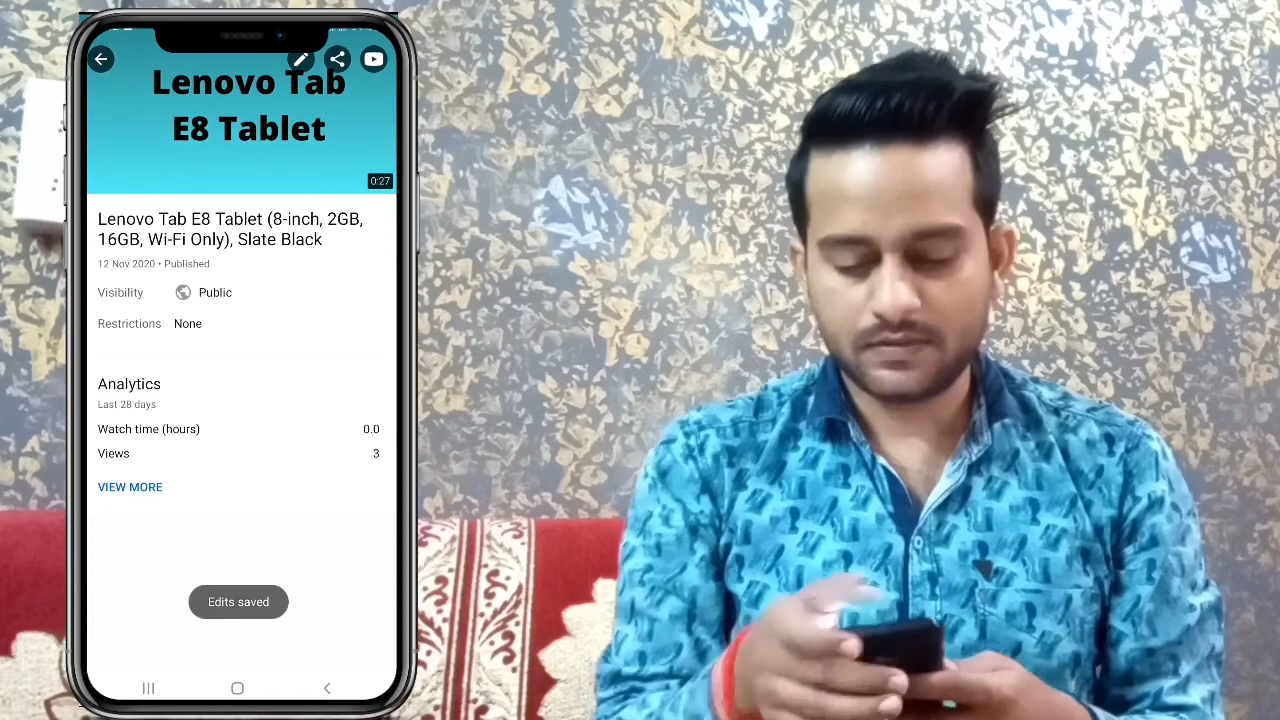 Lenovo Tab
E8 Tablet
0:27
Lenovo Tab E8 Tablet (8-inch, 2GB,
16GB, Wi-Fi Only), Slate Black
12 Nov 2020 • Published
Visibility Public
Restrictions None
Analytics
Last 28 days
Watch time (hours) 0.0
Views 3
VIEW MORE
Edits saved